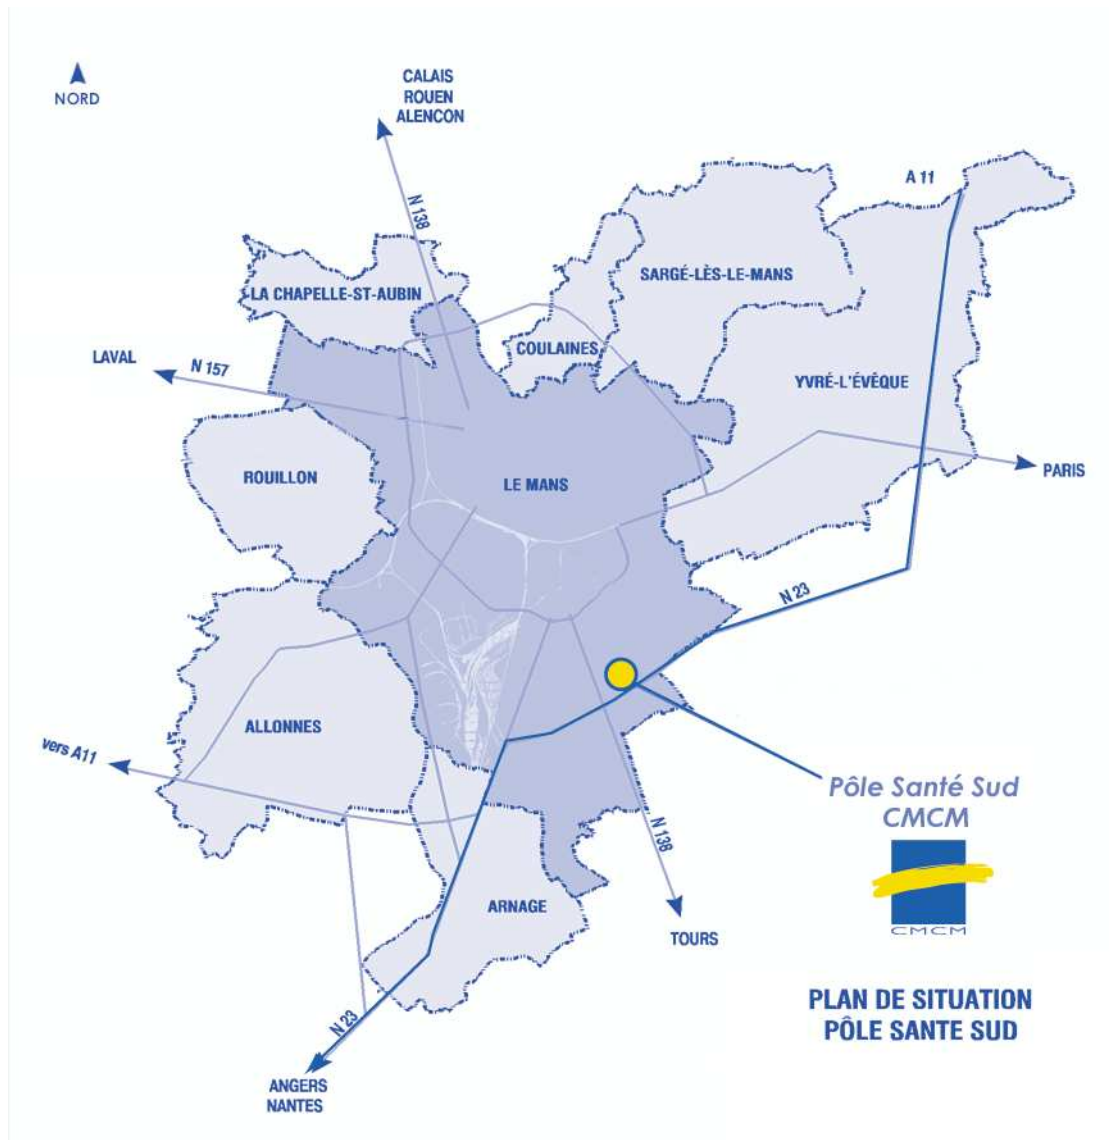 NORD
CALAIS
ROUEN
ALENCON
A 11
N 138
SARGÉ-LÈS-LE-MANS
LA CHAPELLE-ST-AUBIN
COULAINES
LAVAL
N 157
YVRÉ-L'ÉVÊQUE
PARIS
ROUILLON
LE MANS
N 23
ALLONNES
vers A11
Pôle Santé Sud
CMCM
N 138
CMCM
ARNAGE
TOURS
PLAN DE SITUATION
PÔLE SANTE SUD
N 23
ANGERS
NANTES